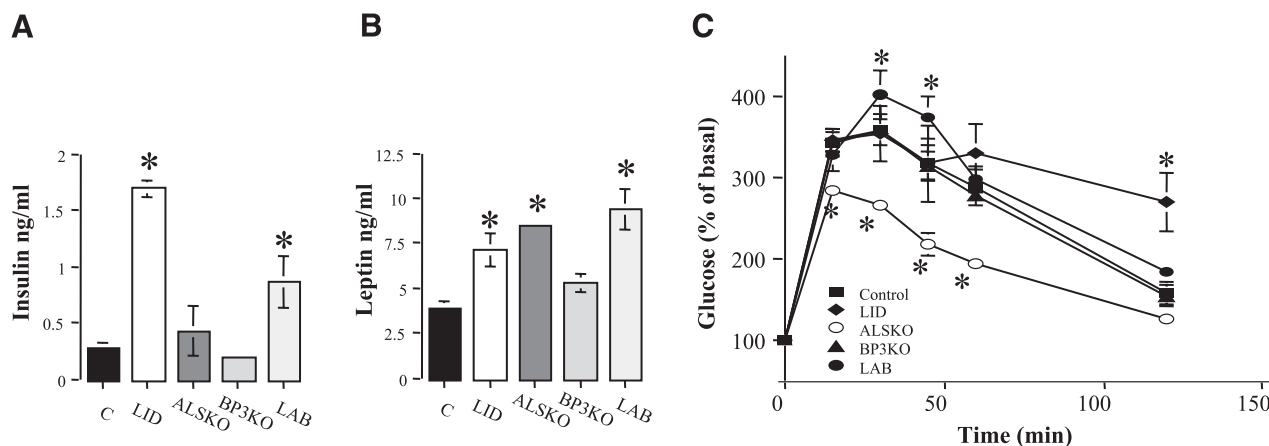 A
Insulin ng/ml
2
1.5
1
0.5
0
*
*
C
LID
ALSKO
BP3KO
LAB
B
Leptin ng/ml
12.5
10
7.5
5
2.5
0
*
*
*
C
LID
ALSKO
BP3KO
LAB
C
Glucose (% of basal)
400
300
200
100
*
*
*
*
*
*
*
Control
LID
ALSKO
BP3KO
LAB
0
50
100
150
Time (min)